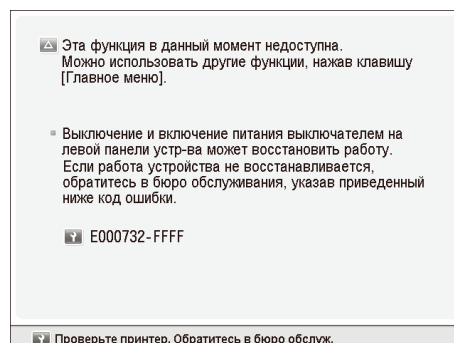 Эта функция в данный момент недоступна.
Можно использовать другие функции, нажав клавишу
[Главное меню].
Выключение и включение питания выключателем на
левой панели устр-ва может восстановить работу.
Если работа устройства не восстанавливается,
обратитесь в бюро обслуживания, указав приведенный
ниже код ошибки.
E000732-FFFF
Проверьте принтер. Обратитесь в бюро обслуж.